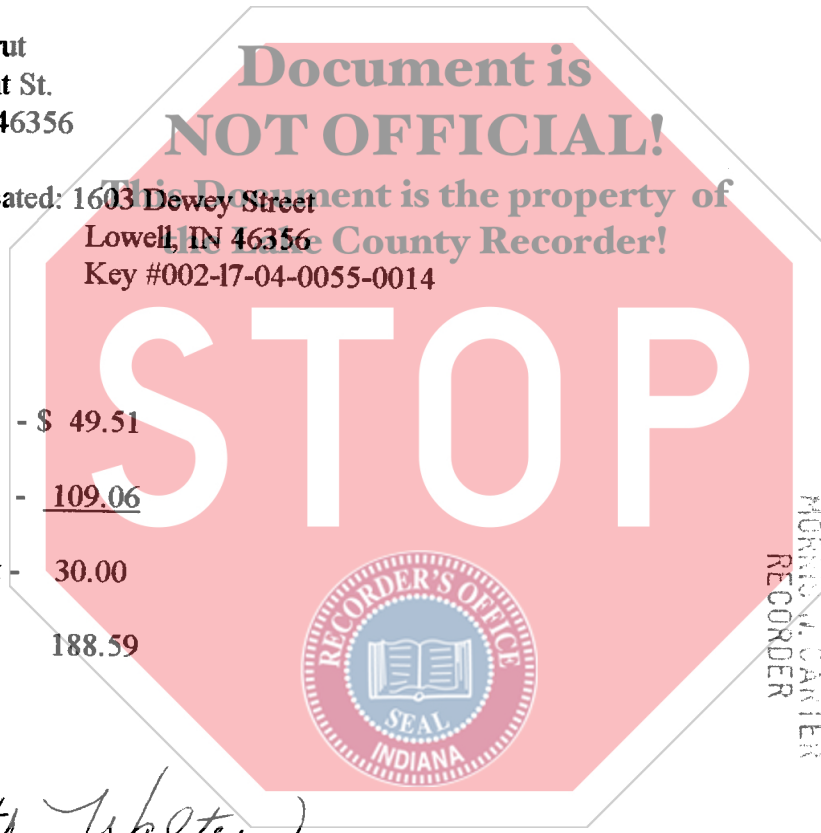 Document is
NOT OFFICIAL!
This Document is the property of
the Lake County Recorder!
ut
t St.
46356
ated: 1603 Dewey Street
Lowell, IN 46356
Key #002-17-04-0055-0014
STOP
- $ 49.51
- 109.06
- 30.00
188.59
MORRIS W. CARTER
RECORDER
RECORDER'S OFFICE
SEAL
INDIANA